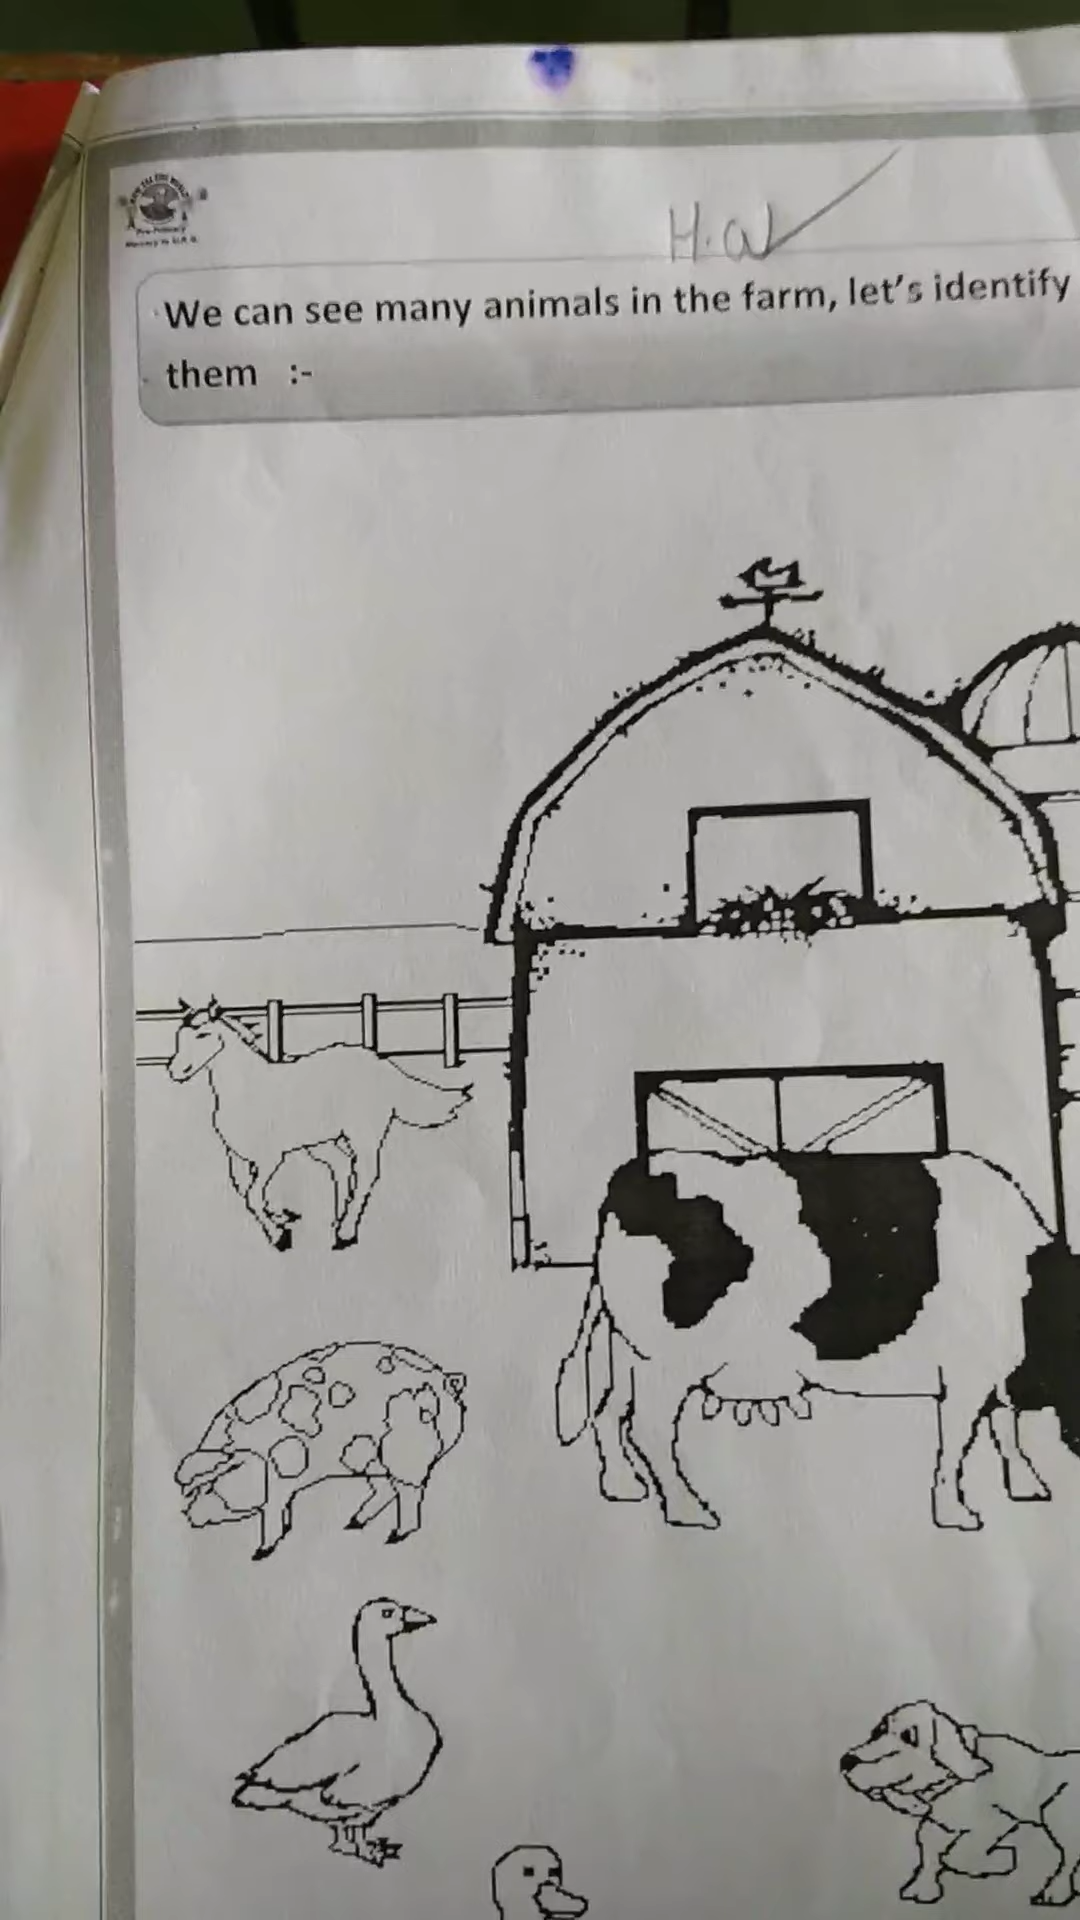 H.W
We can see many animals in the farm, let's identify
them :-